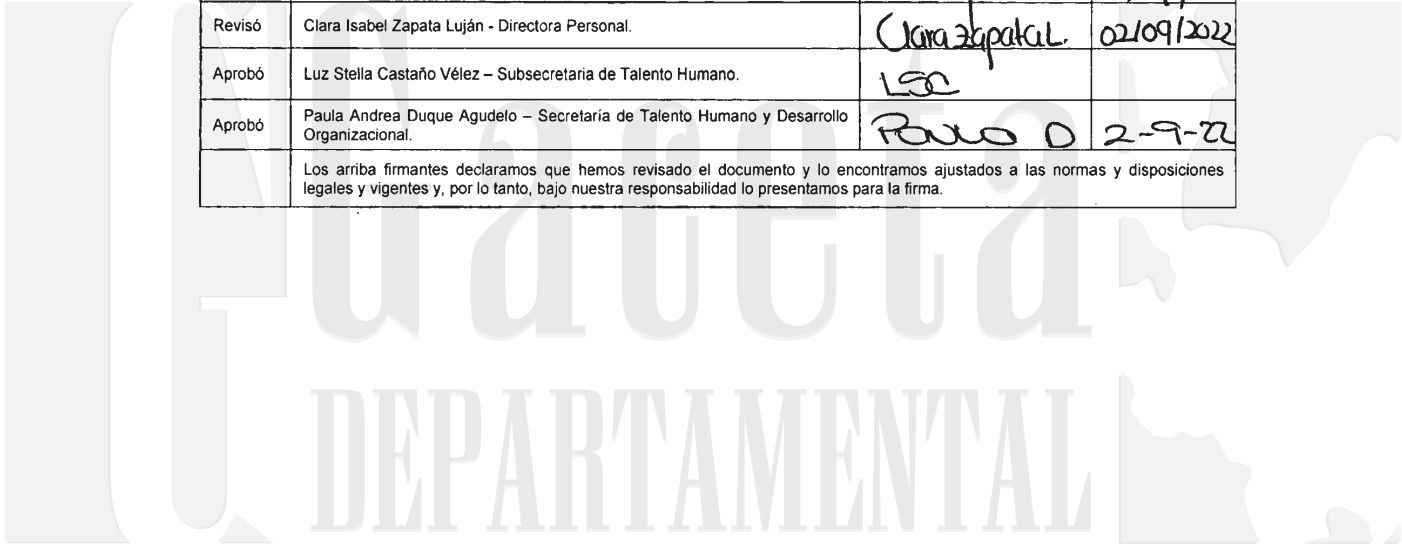 Revisó Clara Isabel Zapata Luján - Directora Personal. Clara Zapata L. 02/09/2022
Aprobó Luz Stella Castaño Vélez – Subsecretaria de Talento Humano. LSC
Aprobó Paula Andrea Duque Agudelo – Secretaría de Talento Humano y Desarrollo
Organizacional. Paula D 2-9-22
Los arriba firmantes declaramos que hemos revisado el documento y lo encontramos ajustados a las normas y disposiciones
legales y vigentes y, por lo tanto, bajo nuestra responsabilidad lo presentamos para la firma.
Gaceta
DEPARTAMENTAL